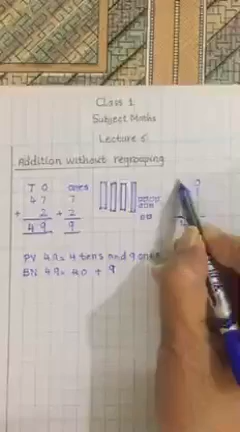 Class 1
Subject Maths
Lecture 6
Addition without regrouping
T O ones
4 7 7
+ 2 + 2
4 9 9
PV 49= 4 tens and 9 ones
BN 49= 40 + 9